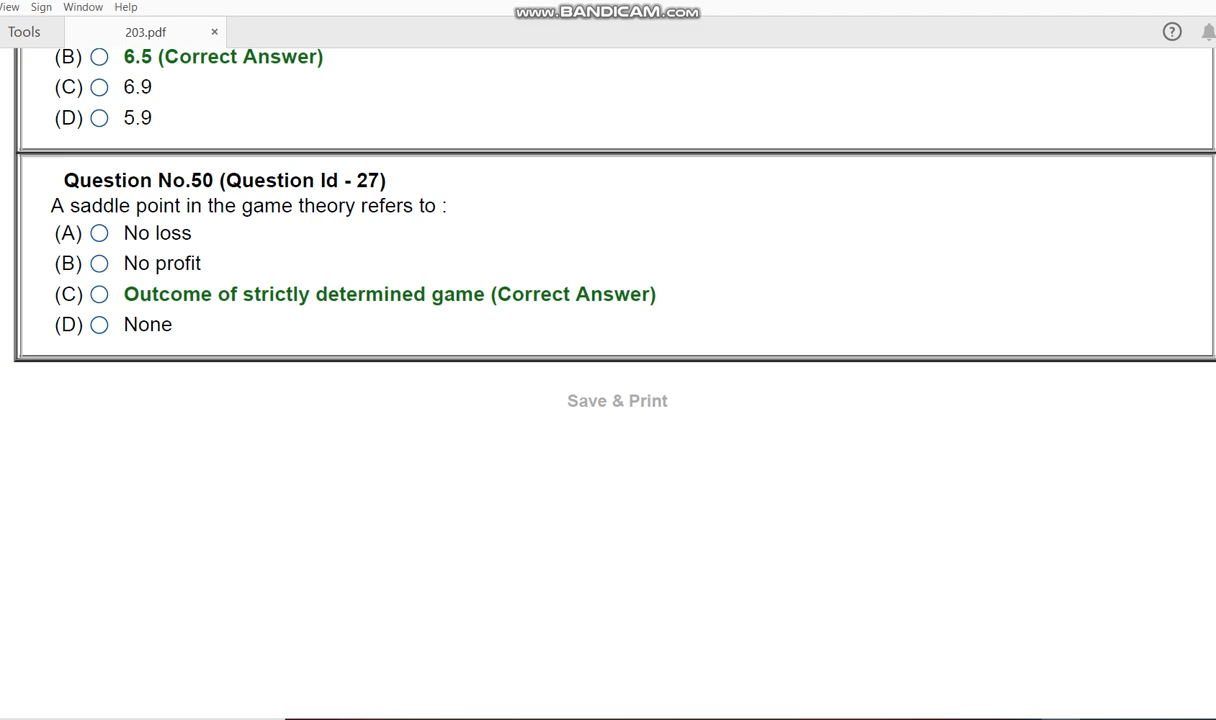 View Sign Window Help
www.BANDICAM.com
Tools 203.pdf × ?
(B) 6.5 (Correct Answer)
(C) 6.9
(D) 5.9
Question No.50 (Question Id - 27)
A saddle point in the game theory refers to :
(A) No loss
(B) No profit
(C) Outcome of strictly determined game (Correct Answer)
(D) None
Save & Print